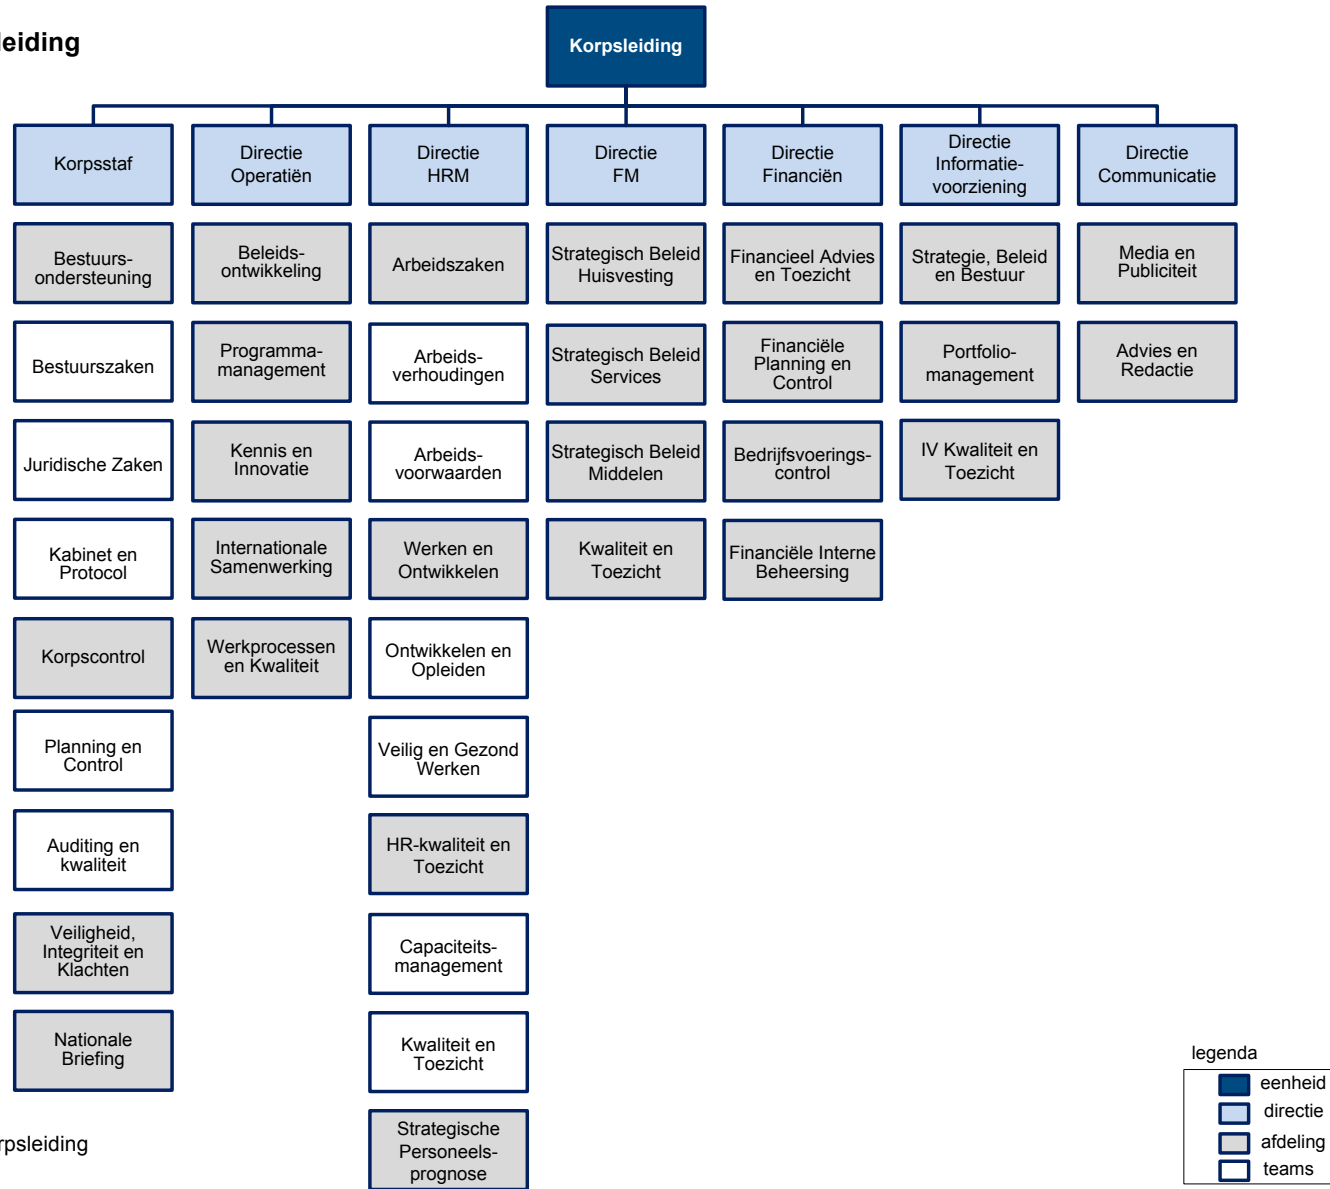 leiding
Korpsleiding
Korpsstaf
Directie
Operatiën
Directie
HRM
Directie
FM
Directie
Financiën
Directie
Informatie-
voorziening
Directie
Communicatie
Bestuurs-
ondersteuning
Beleids-
ontwikkeling
Arbeidszaken
Strategisch Beleid
Huisvesting
Financieel Advies
en Toezicht
Strategie, Beleid
en Bestuur
Media en
Publiciteit
Bestuurszaken
Programma-
management
Arbeids-
verhoudingen
Strategisch Beleid
Services
Financiële
Planning en
Control
Portfolio-
management
Advies en
Redactie
Juridische Zaken
Kennis en
Innovatie
Arbeids-
voorwaarden
Strategisch Beleid
Middelen
Bedrijfsvoerings-
control
IV Kwaliteit en
Toezicht
Kabinet en
Protocol
Internationale
Samenwerking
Werken en
Ontwikkelen
Kwaliteit en
Toezicht
Financiële Interne
Beheersing
Korpscontrol
Werkprocessen
en Kwaliteit
Ontwikkelen en
Opleiden
Planning en
Control
Veilig en Gezond
Werken
Auditing en
kwaliteit
HR-kwaliteit en
Toezicht
Veiligheid,
Integriteit en
Klachten
Capaciteits-
management
Nationale
Briefing
Kwaliteit en
Toezicht
Strategische
Personeels-
prognose
rpsleiding
legenda
eenheid
directie
afdeling
teams